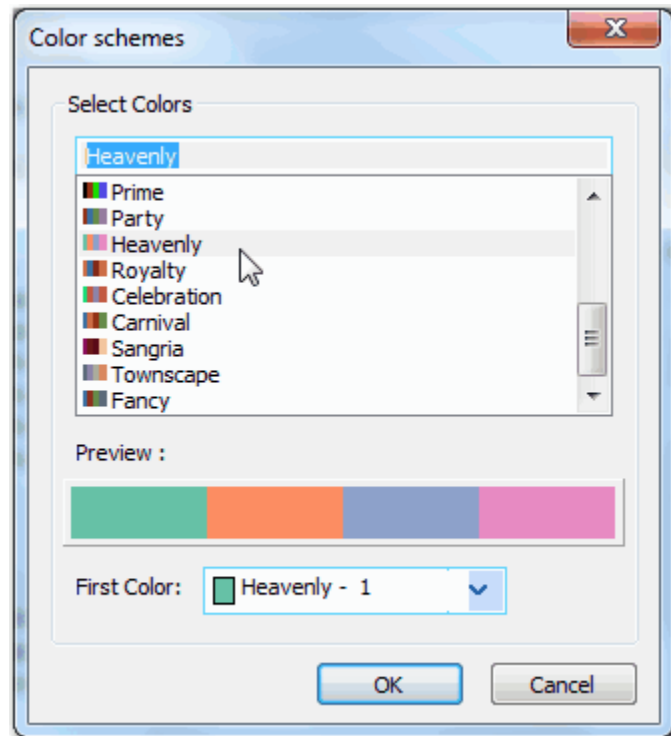 Color schemes
Select Colors
Heavenly
Prime
Party
Heavenly
Royalty
Celebration
Carnival
Sangria
Townscape
Fancy
Preview :
First Color: Heavenly - 1
OK Cancel